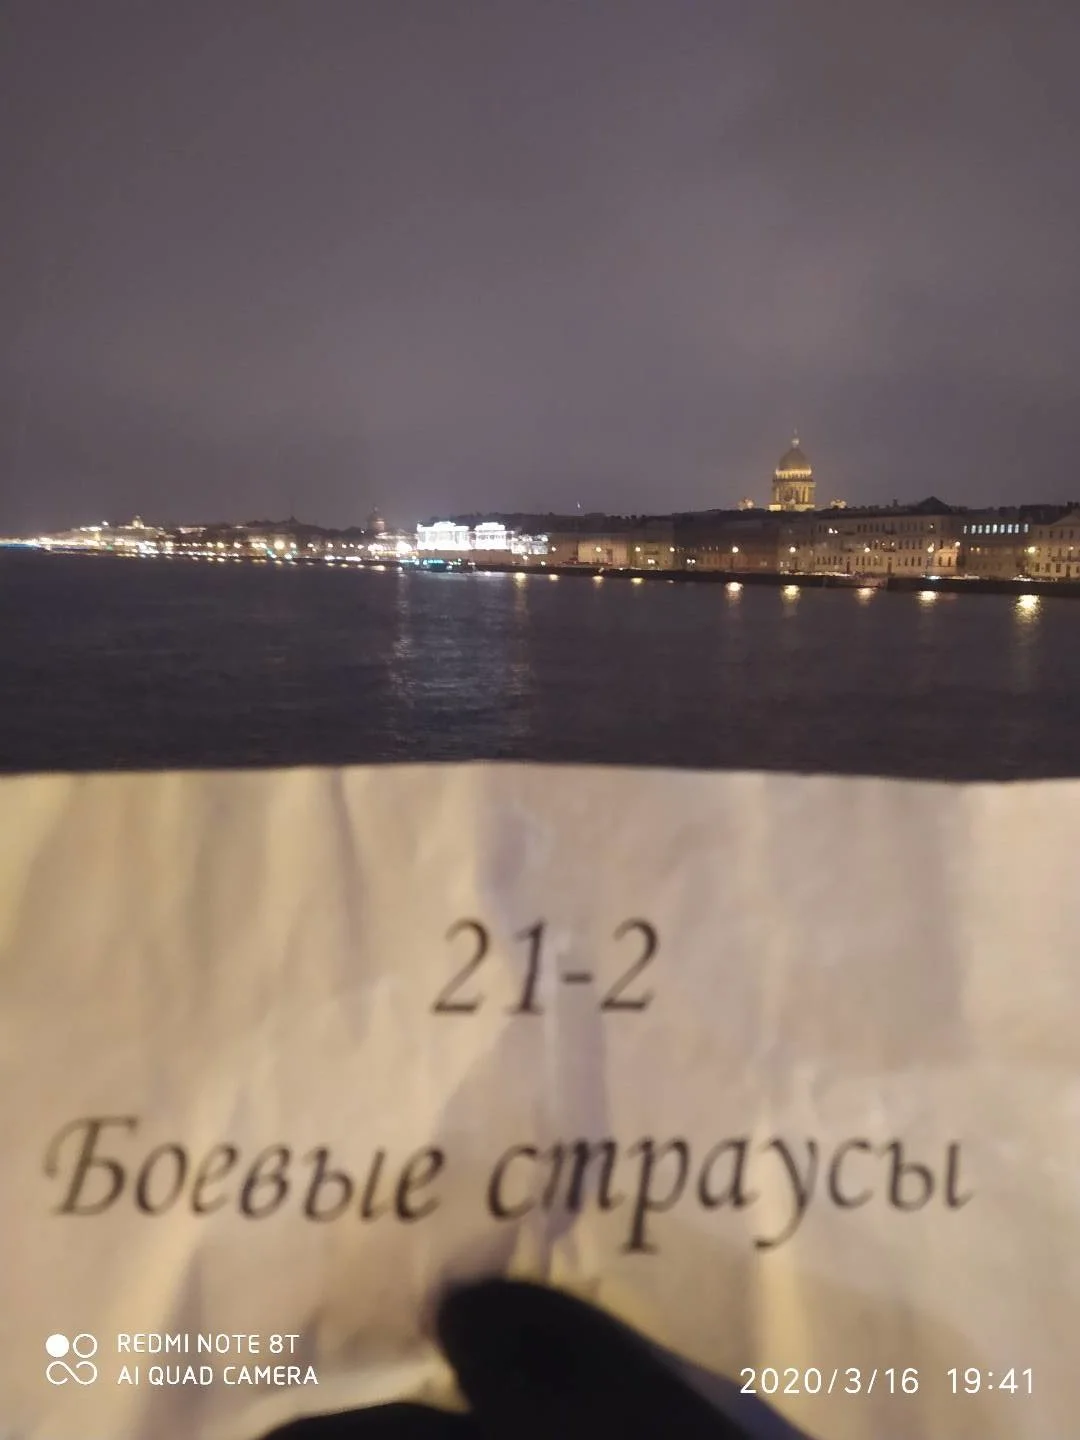 21-2
Боевые страусы
REDMI NOTE 8T
AI QUAD CAMERA
2020/3/16 19:41